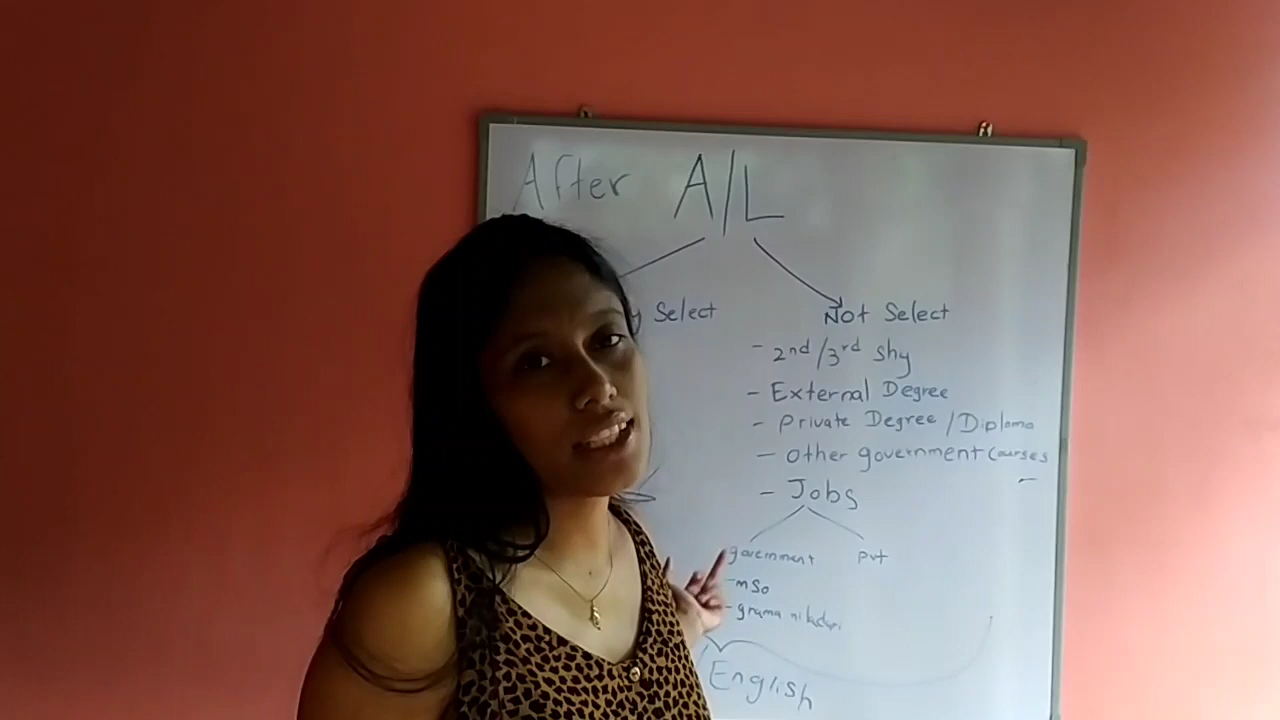 After A/L
Select
Not Select
- 2nd/3rd shy
- External Degree
- Private Degree/Diploma
- Other government Courses
- Jobs
government
pvt
- mso
- grama niladari
English